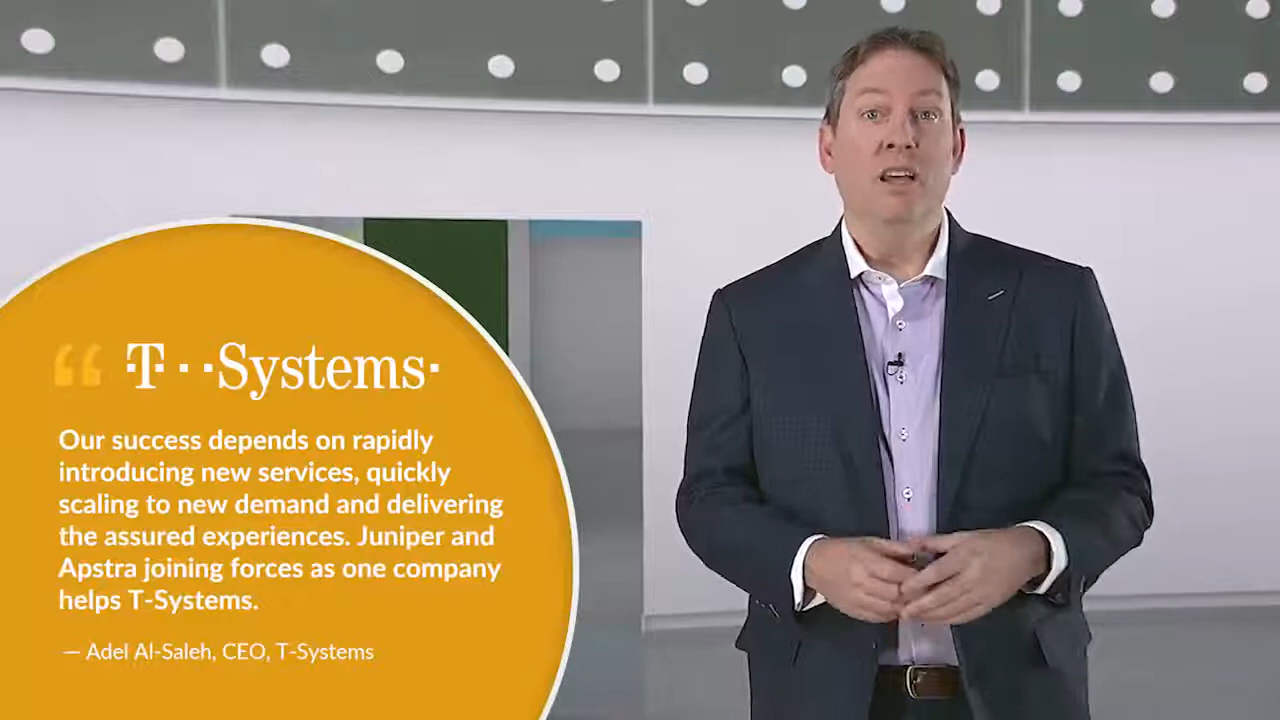 “ T··Systems·
Our success depends on rapidly
introducing new services, quickly
scaling to new demand and delivering
the assured experiences. Juniper and
Apstra joining forces as one company
helps T-Systems.
— Adel Al-Saleh, CEO, T-Systems